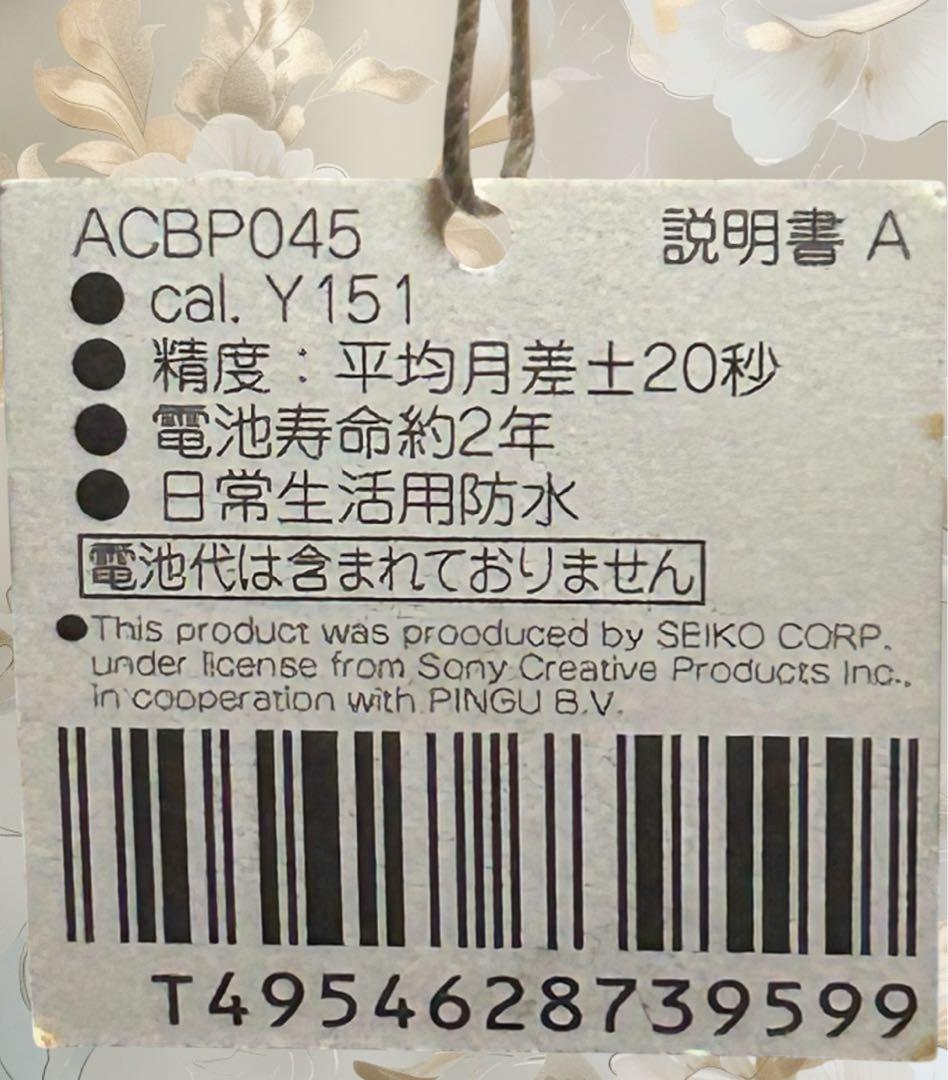 ACBP045 説明書 A
● cal. Y151
● 精度：平均月差±20秒
● 電池寿命約2年
● 日常生活用防水
電池代は含まれておりません
●This product was prooduced by SEIKO CORP.
under license from Sony Creative Products Inc.,
in cooperation with PINGU B.V.
T4954628739599